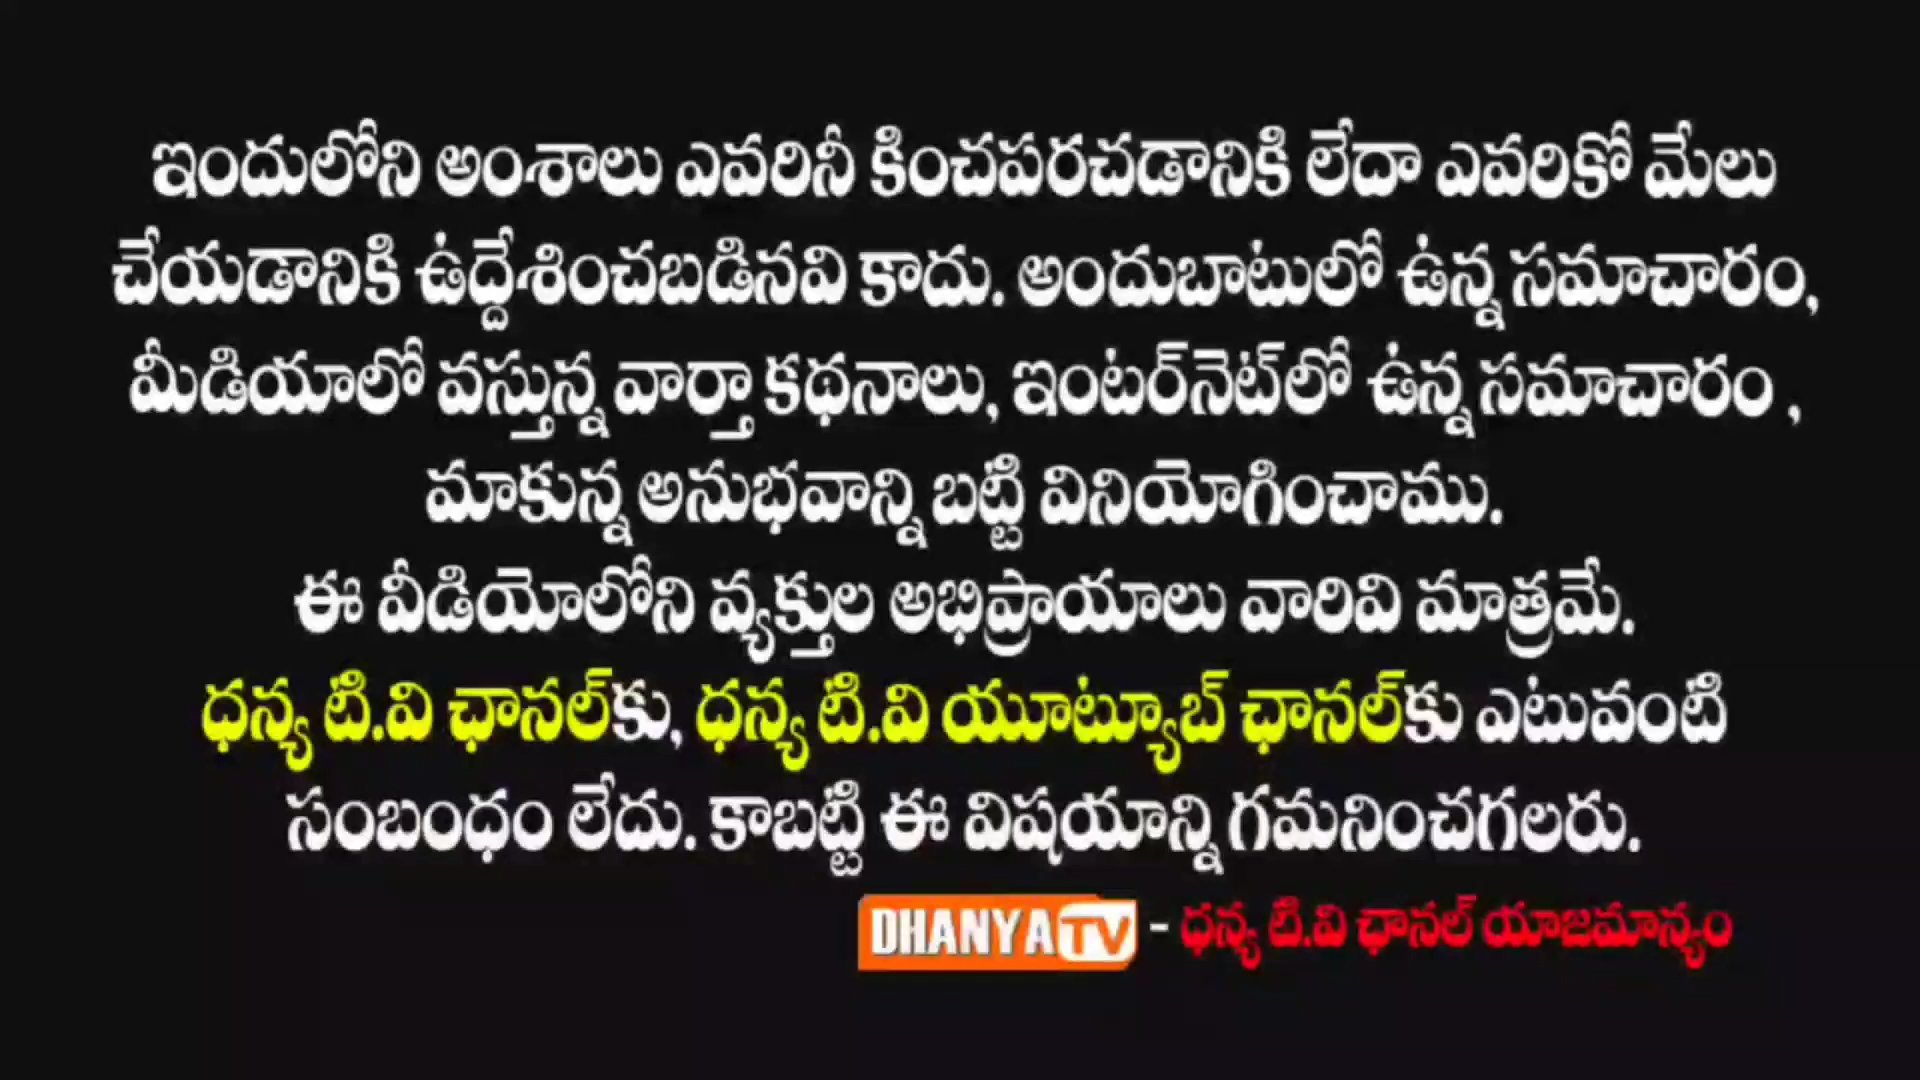 ఇందులోని అంశాలు ఎవరినీ కించపరచడానికి లేదా ఎవరికో మేలు
చేయడానికి ఉద్దేశించబడినవి కాదు. అందుబాటులో ఉన్న సమాచారం,
మీడియాలో వస్తున్న వార్తా కథనాలు, ఇంటర్‌నెట్‌లో ఉన్న సమాచారం ,
మాకున్న అనుభవాన్ని బట్టి వినియోగించాము.
ఈ వీడియోలోని వ్యక్తుల అభిప్రాయాలు వారివి మాత్రమే.
ధన్య టి.వి ఛానల్‌కు, ధన్య టి.వి యూట్యూబ్ ఛానల్‌కు ఎటువంటి
సంబంధం లేదు. కాబట్టి ఈ విషయాన్ని గమనించగలరు.
DHANYA TV - ధన్య టి.వి ఛానల్ యాజమాన్యం